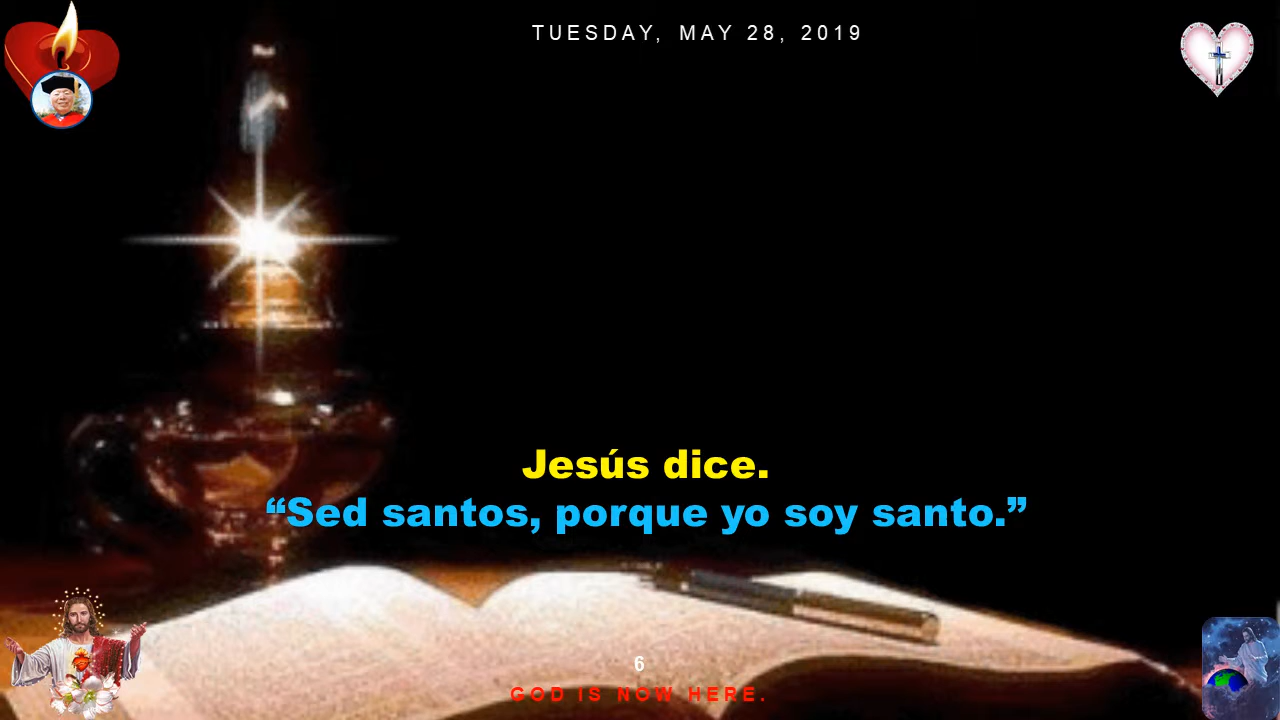 TUESDAY, MAY 28, 2019
Jesús dice.
“Sed santos, porque yo soy santo.”
6
GOD IS NOW HERE.